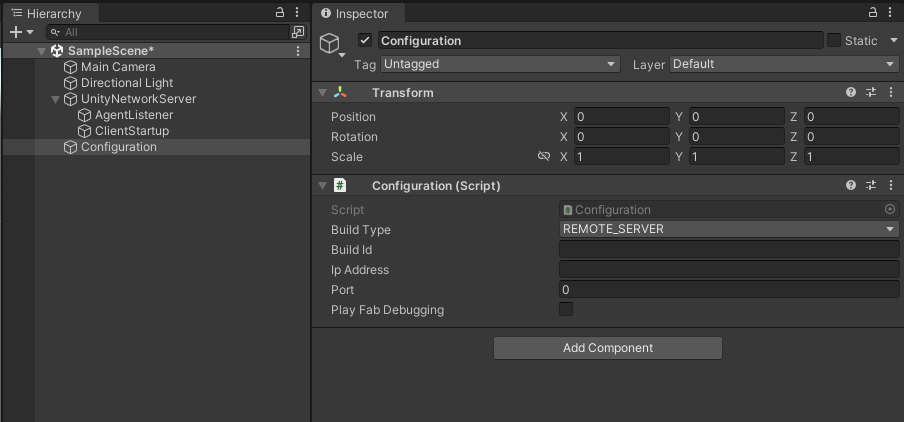 Hierarchy
All
SampleScene*
Main Camera
Directional Light
UnityNetworkServer
AgentListener
ClientStartup
Configuration
Inspector
Configuration
Static
Tag Untagged Layer Default
Transform
Position X 0 Y 0 Z 0
Rotation X 0 Y 0 Z 0
Scale X 1 Y 1 Z 1
# Configuration (Script)
Script # Configuration
Build Type REMOTE_SERVER
Build Id
Ip Address
Port 0
Play Fab Debugging
Add Component